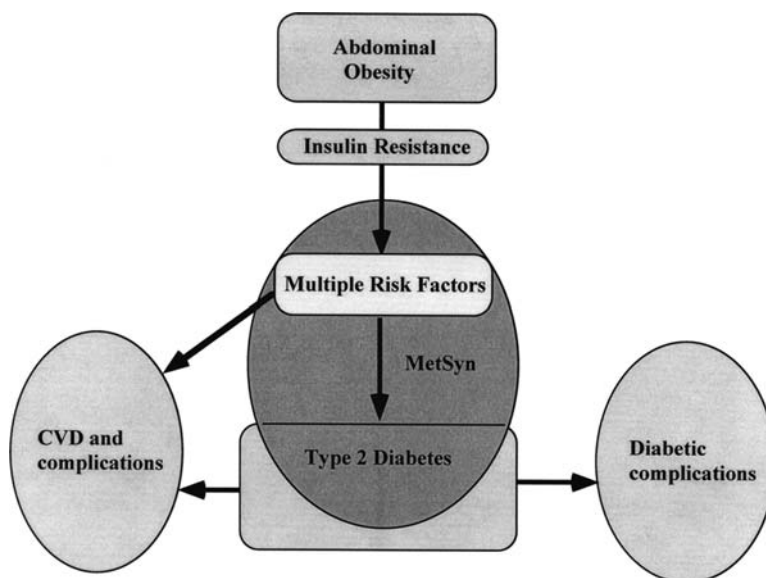 Abdominal
Obesity
Insulin Resistance
Multiple Risk Factors
MetSyn
CVD and
complications
Type 2 Diabetes
Diabetic
complications